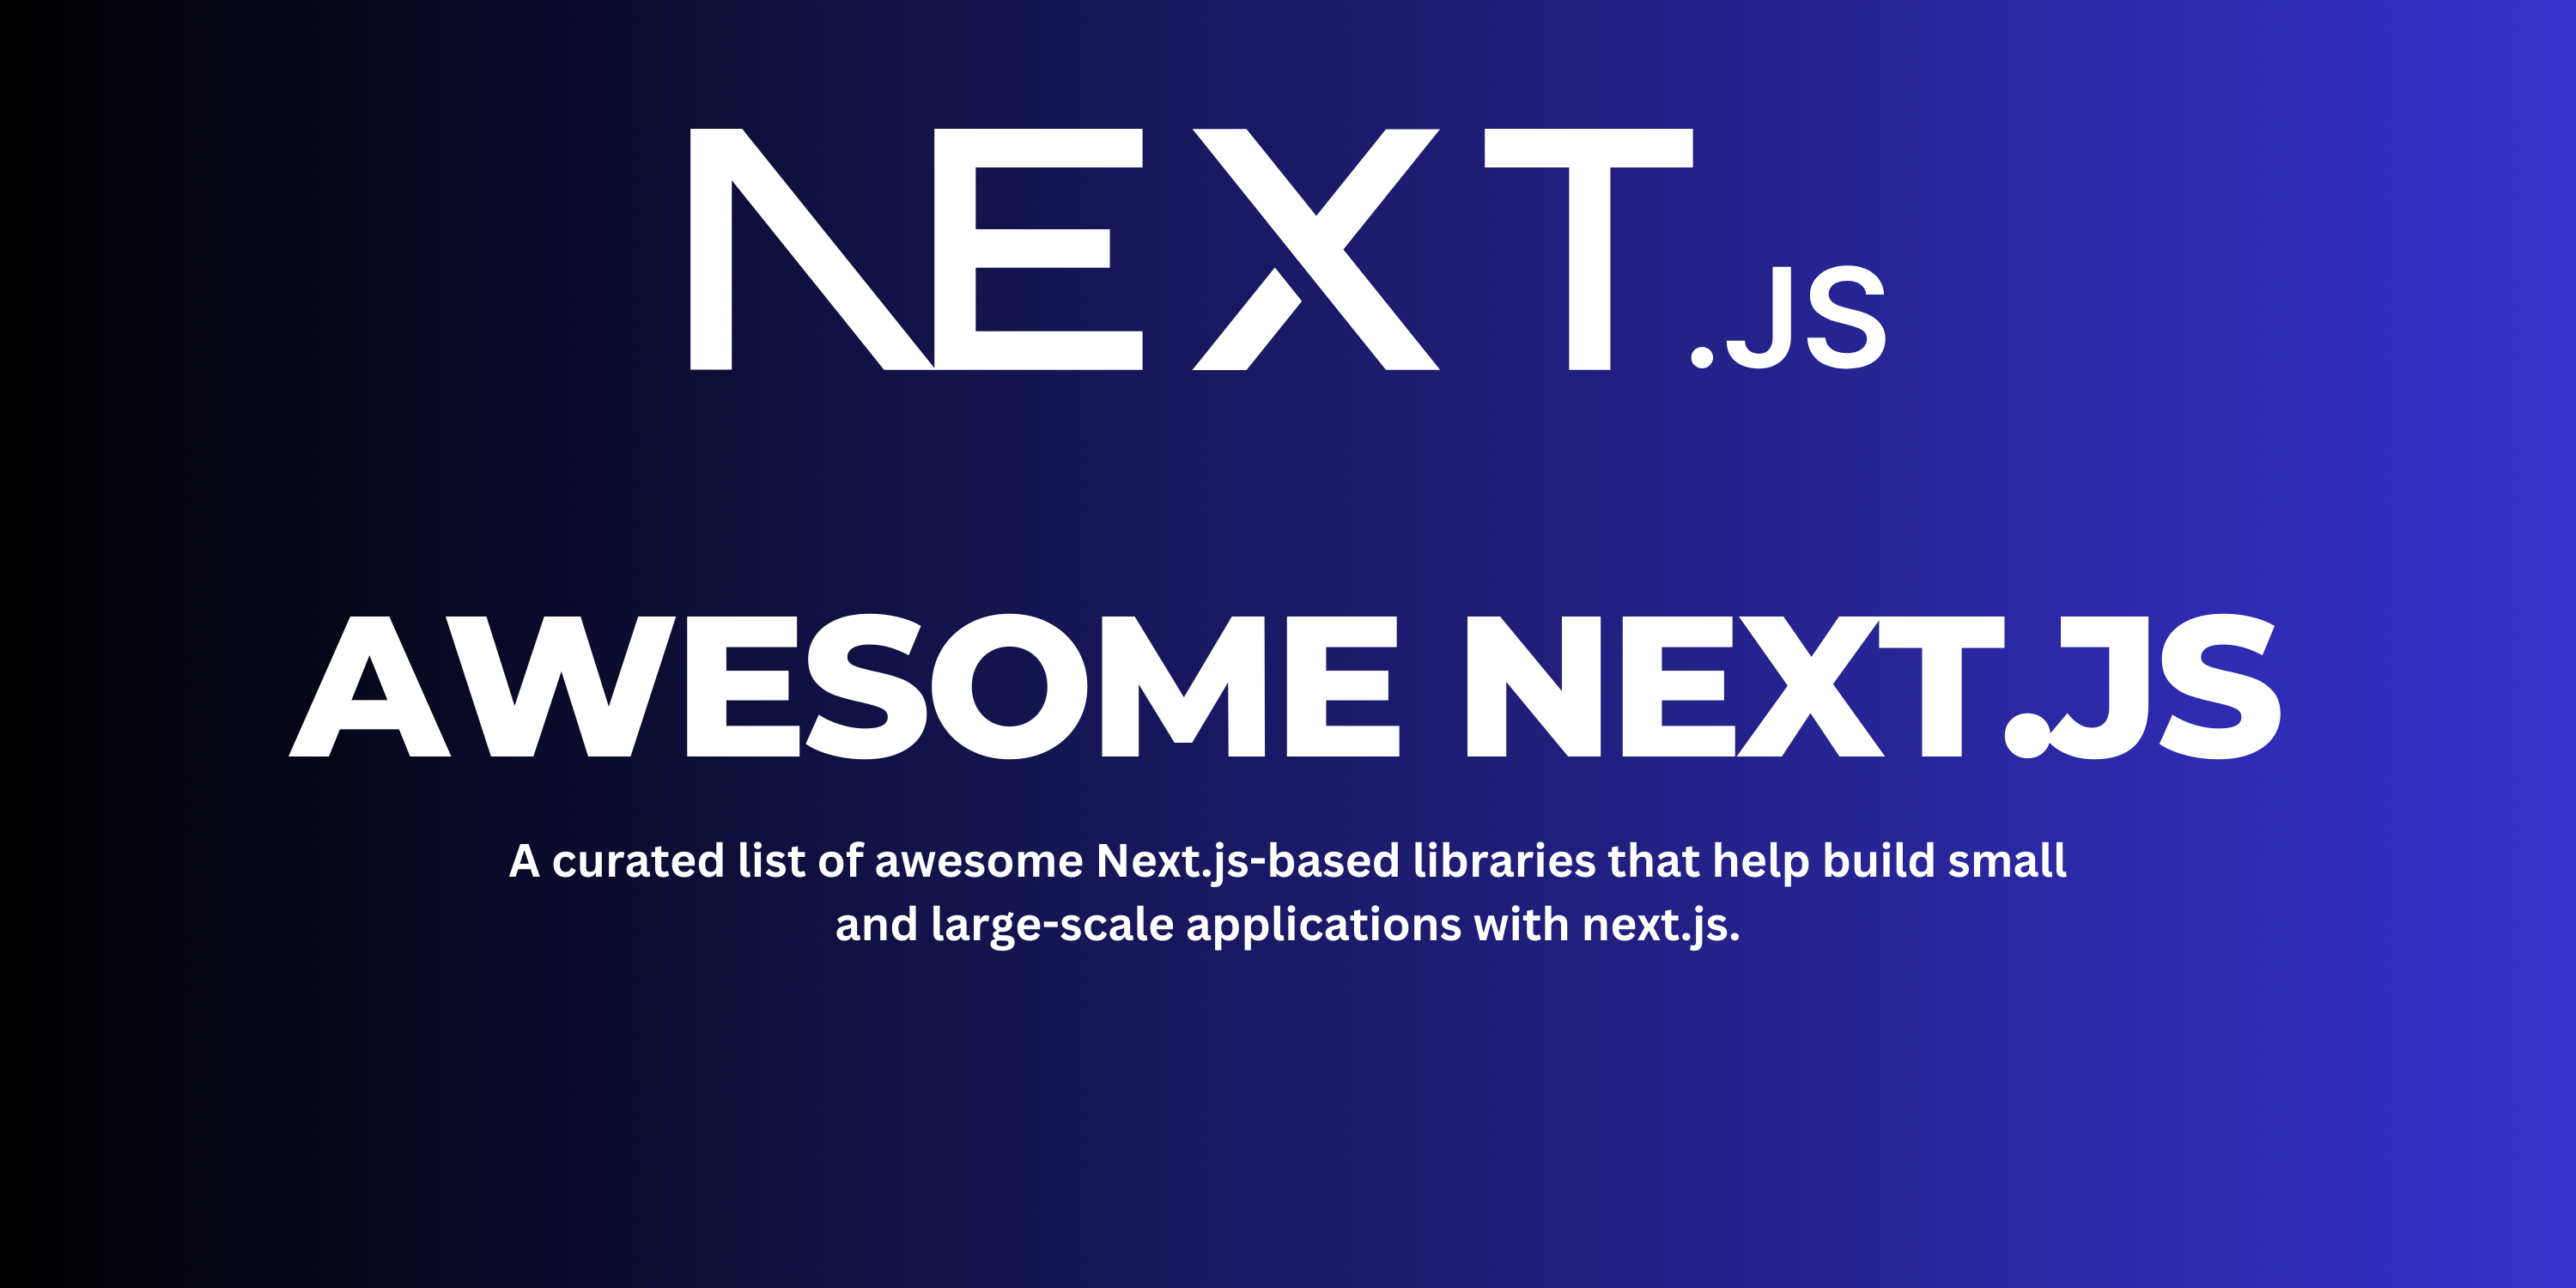 NEXT.JS
AWESOME NEXT.JS
A curated list of awesome Next.js-based libraries that help build small
and large-scale applications with next.js.